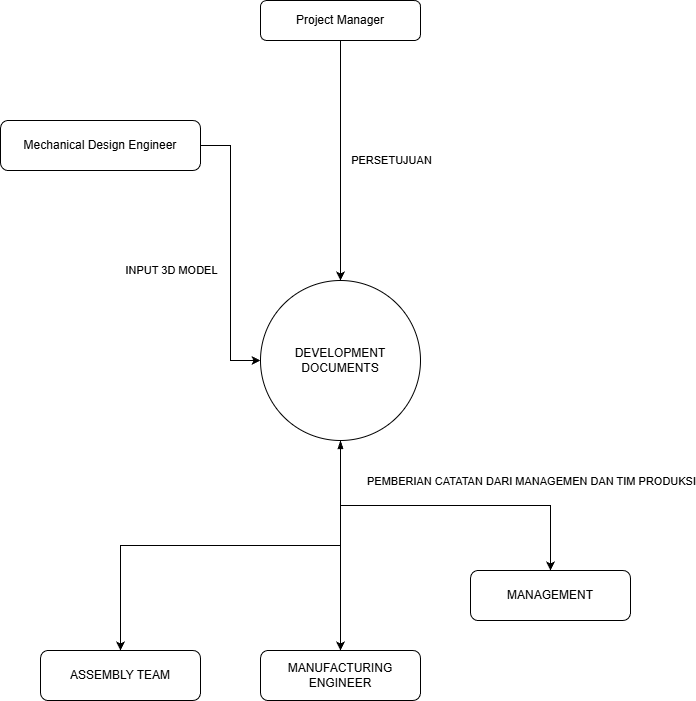 Project Manager
Mechanical Design Engineer
PERSETUJUAN
INPUT 3D MODEL
DEVELOPMENT
DOCUMENTS
PEMBERIAN CATATAN DARI MANAGEMEN DAN TIM PRODUKSI
MANAGEMENT
ASSEMBLY TEAM
MANUFACTURING
ENGINEER